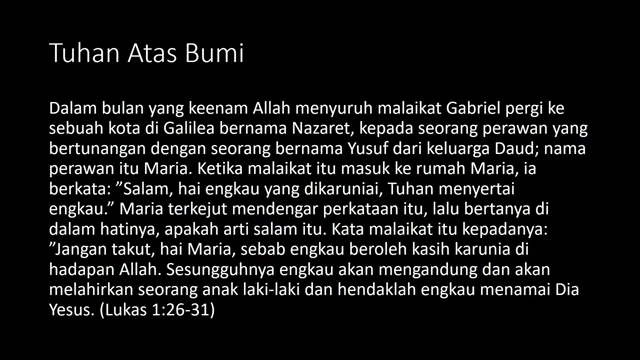 Tuhan Atas Bumi
Dalam bulan yang keenam Allah menyuruh malaikat Gabriel pergi ke
sebuah kota di Galilea bernama Nazaret, kepada seorang perawan yang
bertunangan dengan seorang bernama Yusuf dari keluarga Daud; nama
perawan itu Maria. Ketika malaikat itu masuk ke rumah Maria, ia
berkata: ”Salam, hai engkau yang dikaruniai, Tuhan menyertai
engkau.” Maria terkejut mendengar perkataan itu, lalu bertanya di
dalam hatinya, apakah arti salam itu. Kata malaikat itu kepadanya:
”Jangan takut, hai Maria, sebab engkau beroleh kasih karunia di
hadapan Allah. Sesungguhnya engkau akan mengandung dan akan
melahirkan seorang anak laki-laki dan hendaklah engkau menamai Dia
Yesus. (Lukas 1:26-31)